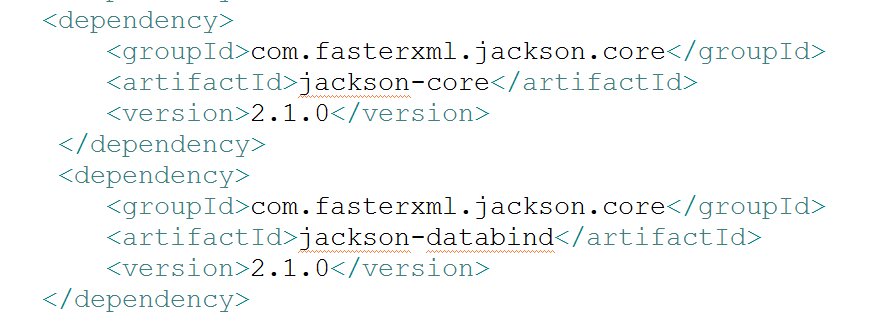 <dependency>
<groupId>com.fasterxml.jackson.core</groupId>
<artifactId>jackson-core</artifactId>
<version>2.1.0</version>
</dependency>
<dependency>
<groupId>com.fasterxml.jackson.core</groupId>
<artifactId>jackson-databind</artifactId>
<version>2.1.0</version>
</dependency>